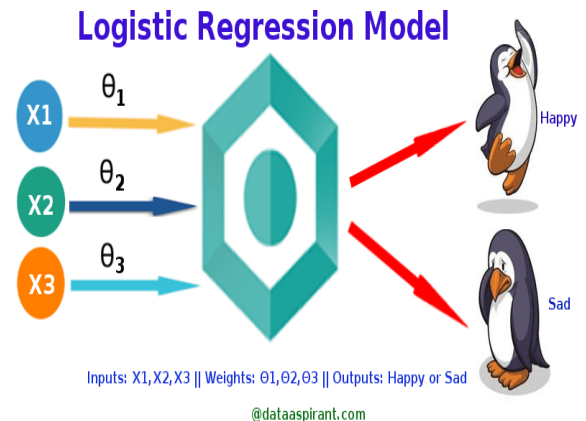 Logistic Regression Model
X1
θ1
X2
θ2
X3
θ3
Happy
Sad
Inputs: X1,X2,X3 || Weights: Θ1,Θ2,Θ3 || Outputs: Happy or Sad
@dataaspirant.com